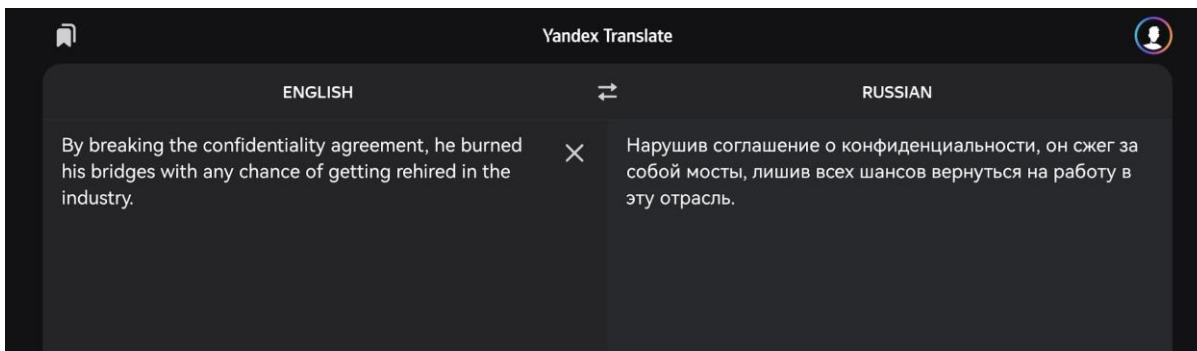 Yandex Translate
ENGLISH
RUSSIAN
By breaking the confidentiality agreement, he burned
his bridges with any chance of getting rehired in the
industry.
Нарушив соглашение о конфиденциальности, он сжег за
собой мосты, лишив всех шансов вернуться на работу в
эту отрасль.